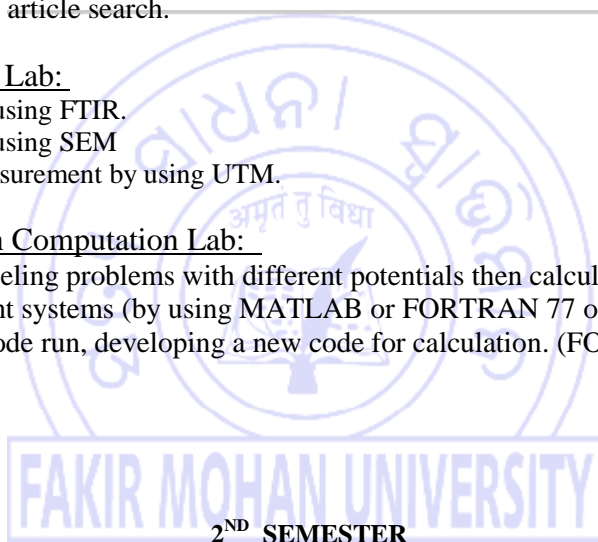 article search.
Lab:
using FTIR.
using SEM
surement by using UTM.
अमृतं तु विद्या
n Computation Lab:
eling problems with different potentials then calcul
nt systems (by using MATLAB or FORTRAN 77 o
ode run, developing a new code for calculation. (FO
FAKIR MOHAN UNIVERSITY
2ND SEMESTER